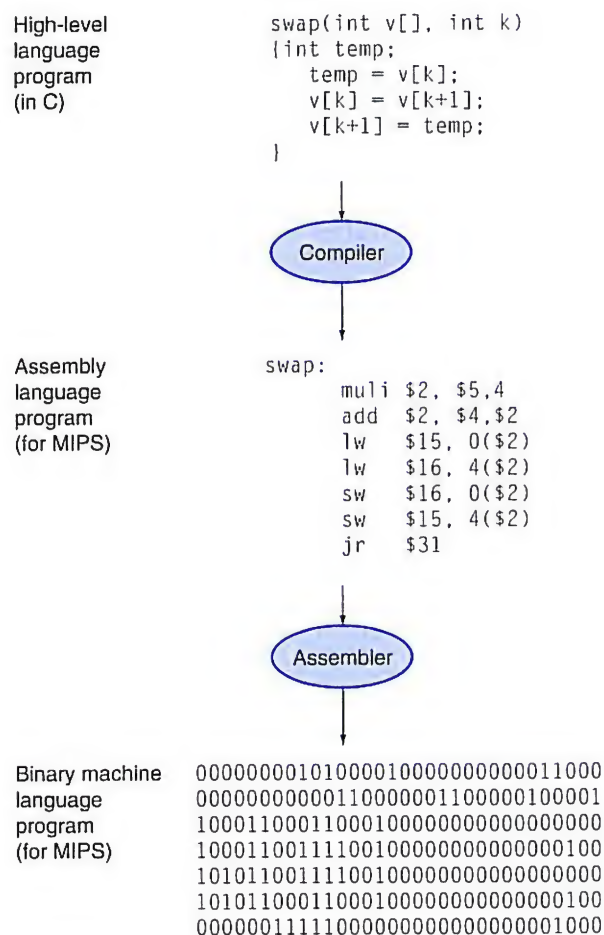 High-level
language
program
(in C)
swap(int v[], int k)
{int temp;
temp = v[k];
v[k] = v[k+1];
v[k+1] = temp;
}
Compiler
Assembly
language
program
(for MIPS)
swap:
muli $2, $5,4
add $2, $4,$2
lw $15, 0($2)
lw $16, 4($2)
sw $16, 0($2)
sw $15, 4($2)
jr $31
Assembler
Binary machine
language
program
(for MIPS)
00000000101000010000000000011000
00000000000110000001100000100001
10001100011000100000000000000000
10001100111100100000000000000100
10101100111100100000000000000000
10101100011000100000000000000100
00000011111000000000000000001000